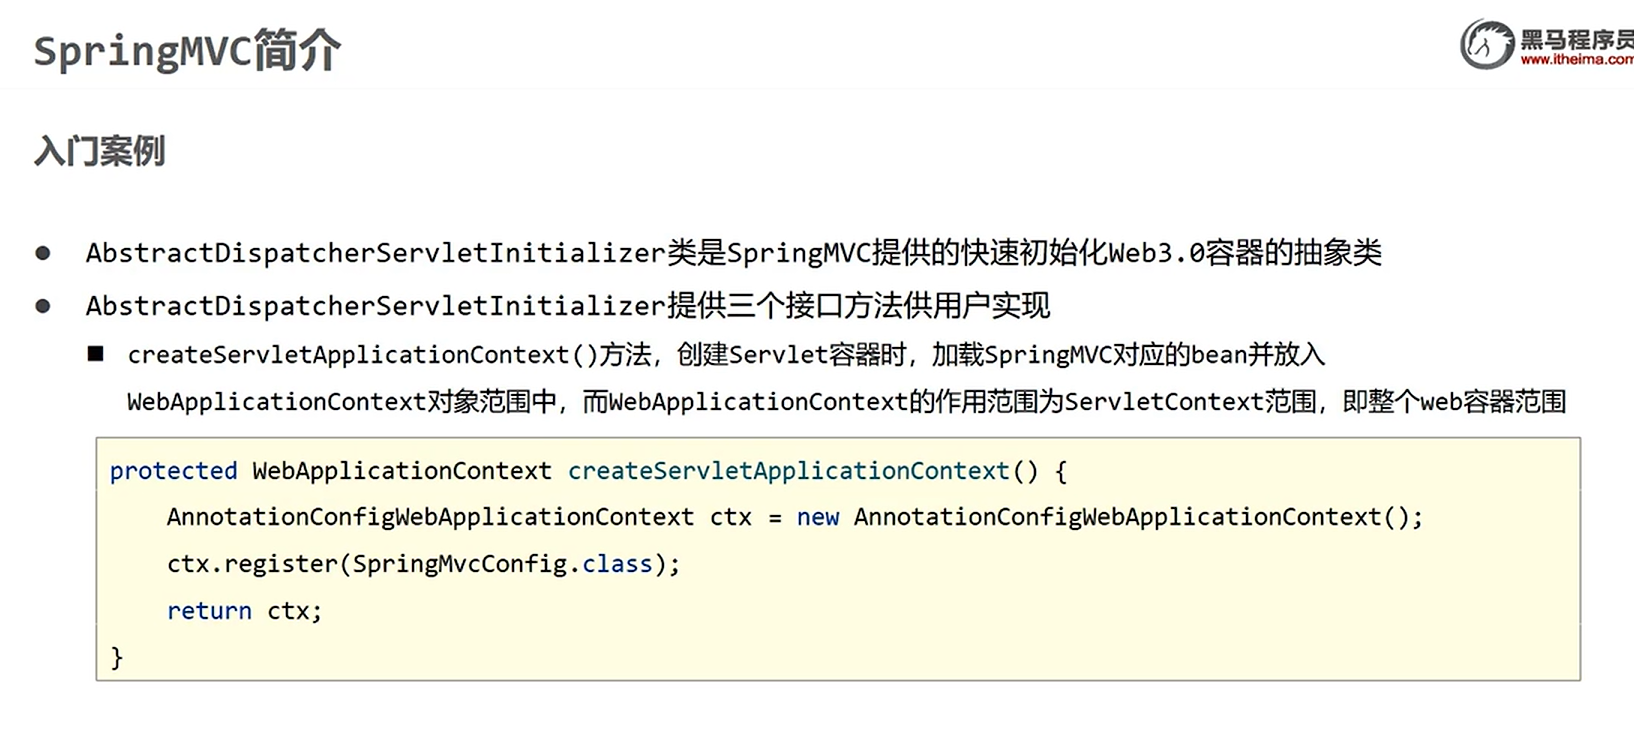 SpringMVC简介
黑马程序员
www.itheima.com
入门案例
● AbstractDispatcherServletInitializer类是SpringMVC提供的快速初始化Web3.0容器的抽象类
● AbstractDispatcherServletInitializer提供三个接口方法供用户实现
■ createServletApplicationContext()方法，创建Servlet容器时，加载SpringMVC对应的bean并放入
WebApplicationContext对象范围中，而WebApplicationContext的作用范围为ServletContext范围，即整个web容器范围
protected WebApplicationContext createServletApplicationContext() {
    AnnotationConfigWebApplicationContext ctx = new AnnotationConfigWebApplicationContext();
    ctx.register(SpringMvcConfig.class);
    return ctx;
}